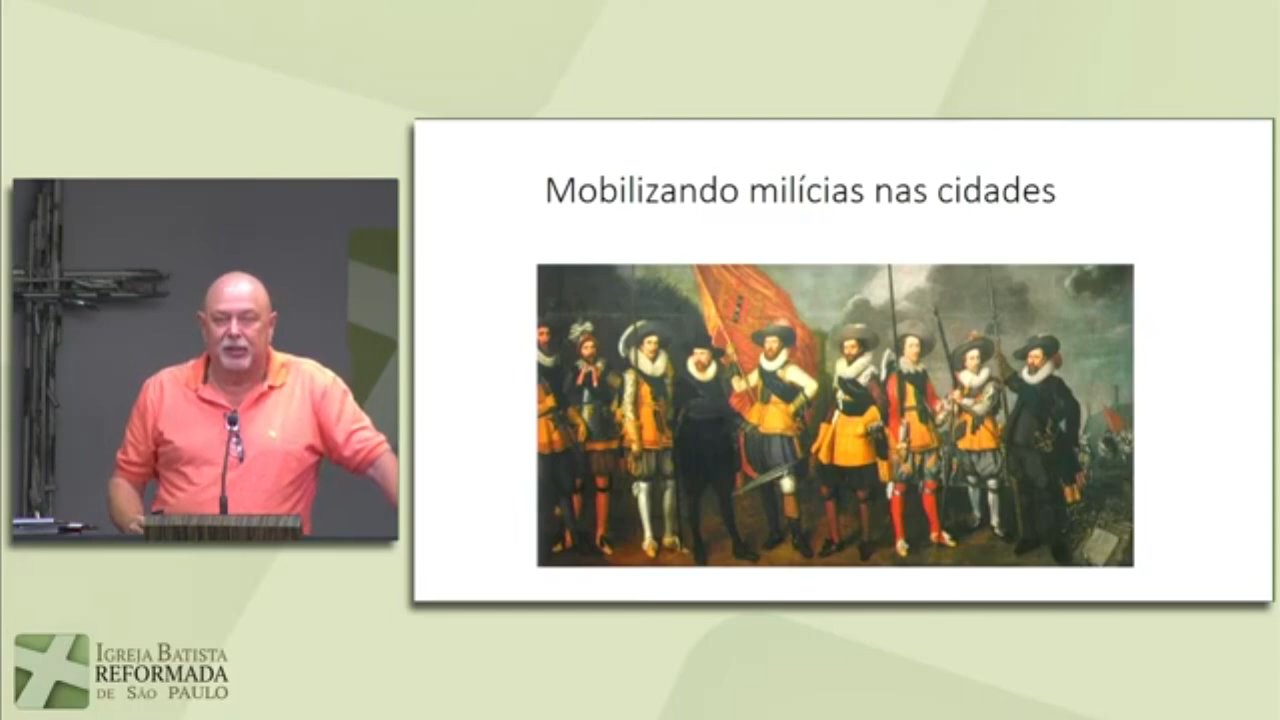 Mobilizando milícias nas cidades
IGREJA BATISTA
REFORMADA
DE SÃO PAULO